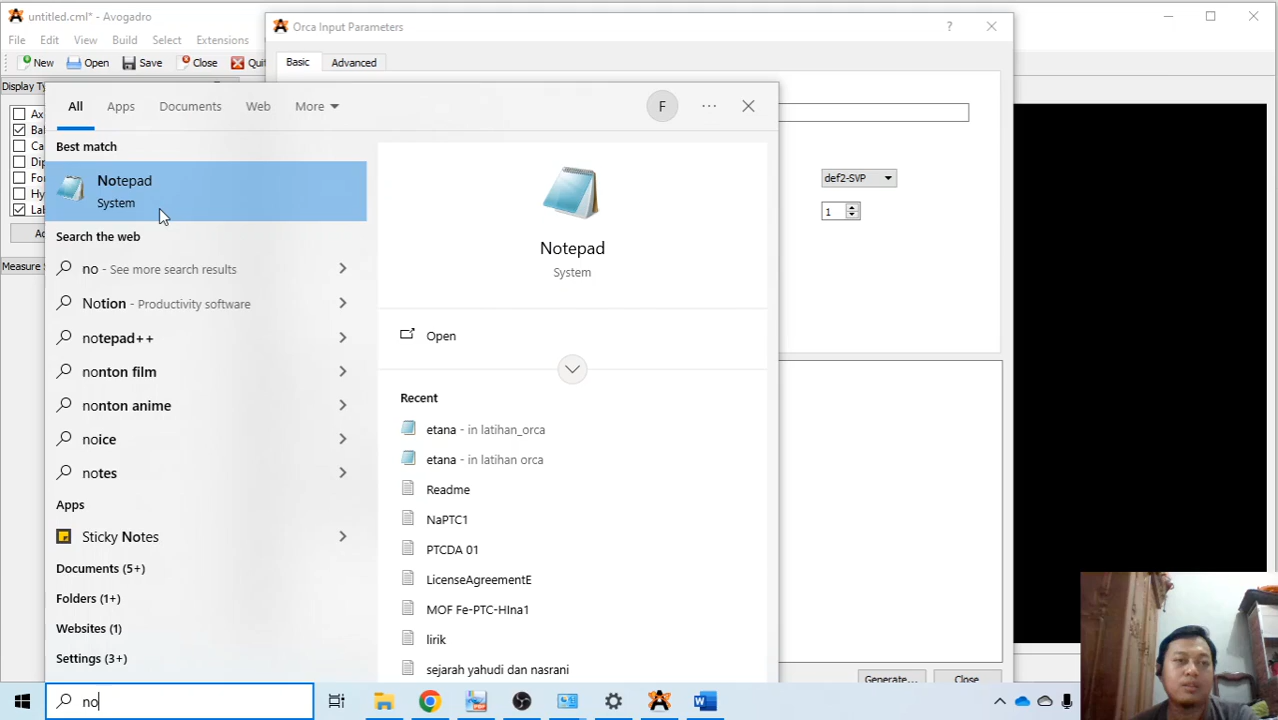 untitled.cml* - Avogadro
Orca Input Parameters
?
File Edit View Build Select Extensions
New Open Save Close Quit
Basic Advanced
Display Ty
All Apps Documents Web More
F
Best match
Notepad
System
def2-SVP
1
Search the web
no - See more search results
Notion - Productivity software
notepad++
nonton film
nonton anime
noice
notes
Apps
Sticky Notes
Documents (5+)
Folders (1+)
Websites (1)
Settings (3+)
Notepad
System
Open
Recent
etana - in latihan_orca
etana - in latihan orca
Readme
NaPTC1
PTCDA 01
LicenseAgreementE
MOF Fe-PTC-HIna1
lirik
sejarah yahudi dan nasrani
Generate... Close
no